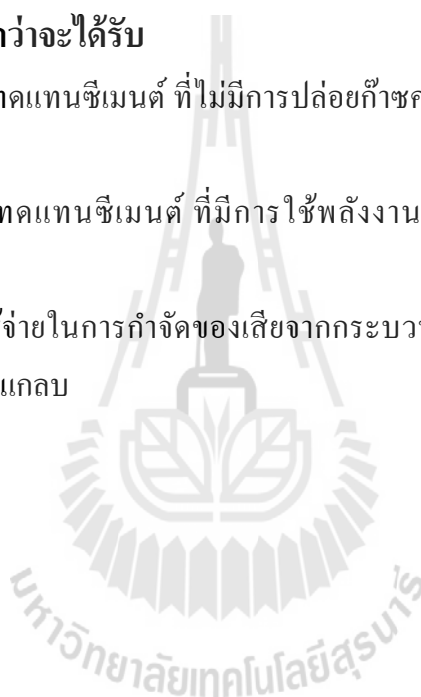 ว่าจะได้รับ
ทดแทนซีเมนต์ ที่ไม่มีการปล่อยก๊าซค
ทดแทนซีเมนต์ ที่มีการใช้พลังงาน
จ่ายในการกำจัดของเสียจากกระบวน
แกลบ
มหาวิทยาลัยเทคโนโลยีสุรนารี